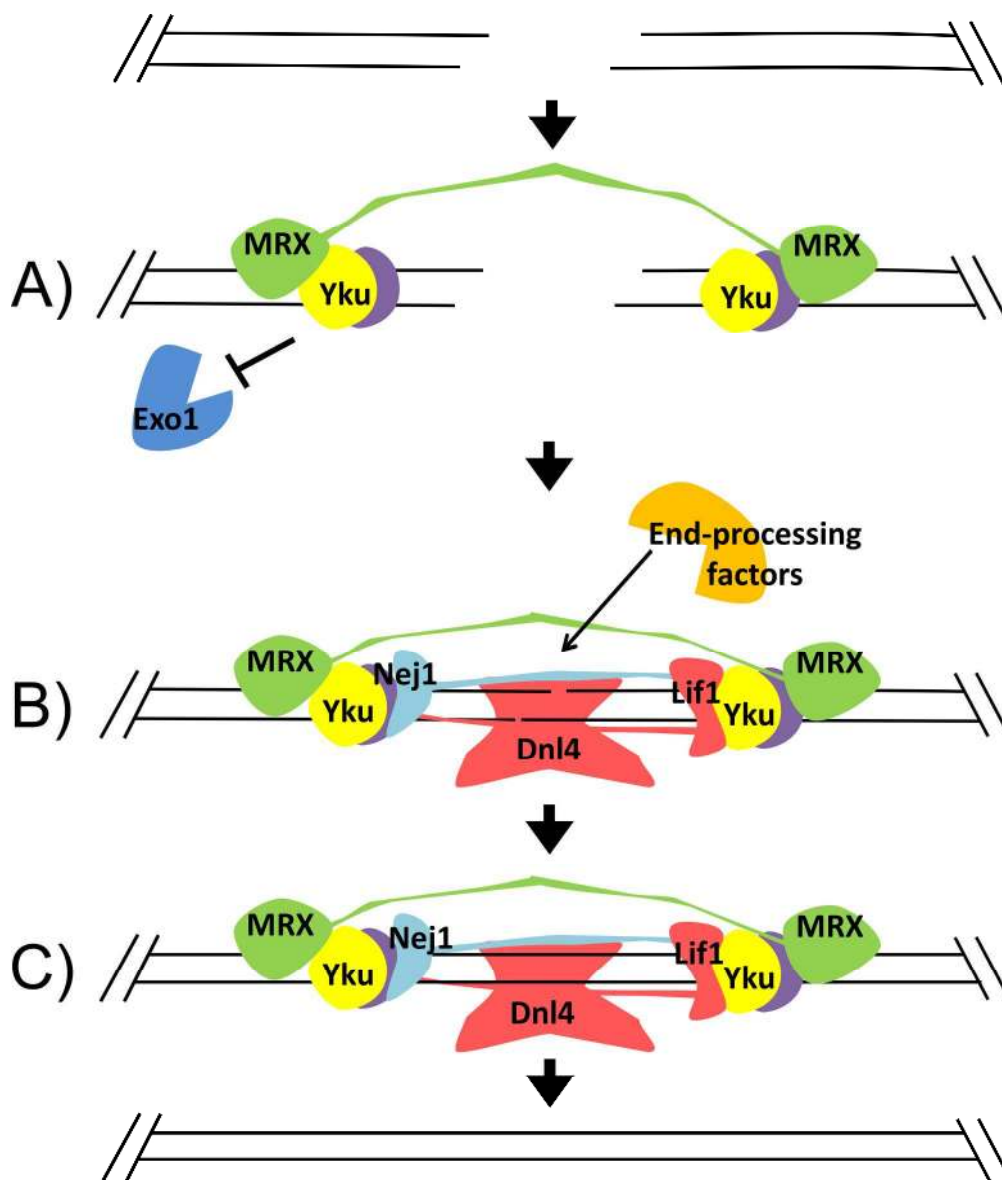 A)
MRX
MRX
Yku
Yku
Exo1
End-processing
factors
B)
MRX
Nej1
Yku
Dnl4
Lif1
Yku
MRX
C)
MRX
Nej1
Yku
Dnl4
Lif1
Yku
MRX